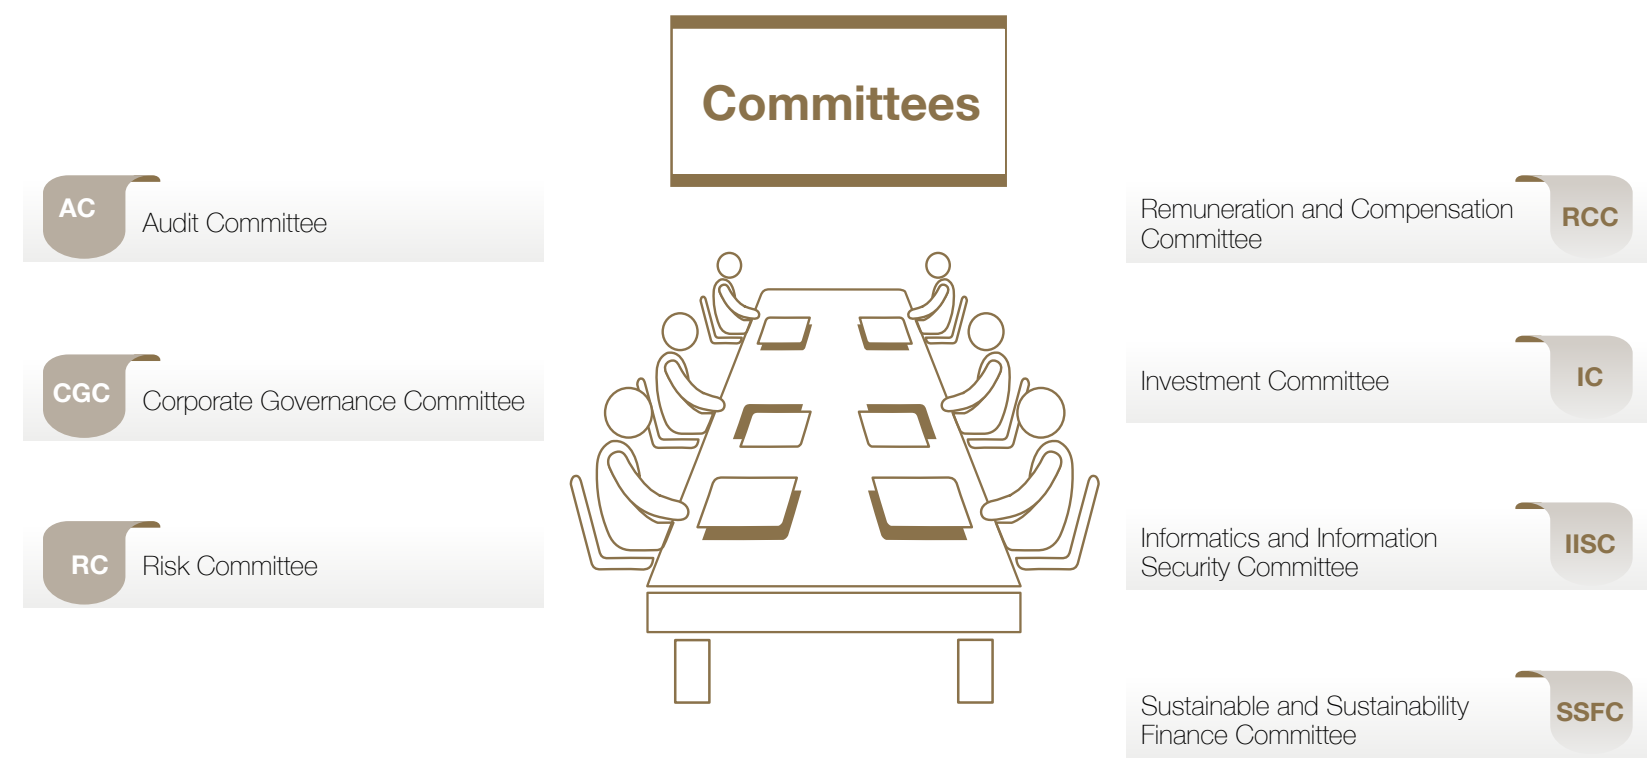 Committees
AC
Audit Committee
CGC
Corporate Governance Committee
RC
Risk Committee
Remuneration and Compensation
Committee
RCC
Investment Committee
IC
Informatics and Information
Security Committee
IISC
Sustainable and Sustainability
Finance Committee
SSFC